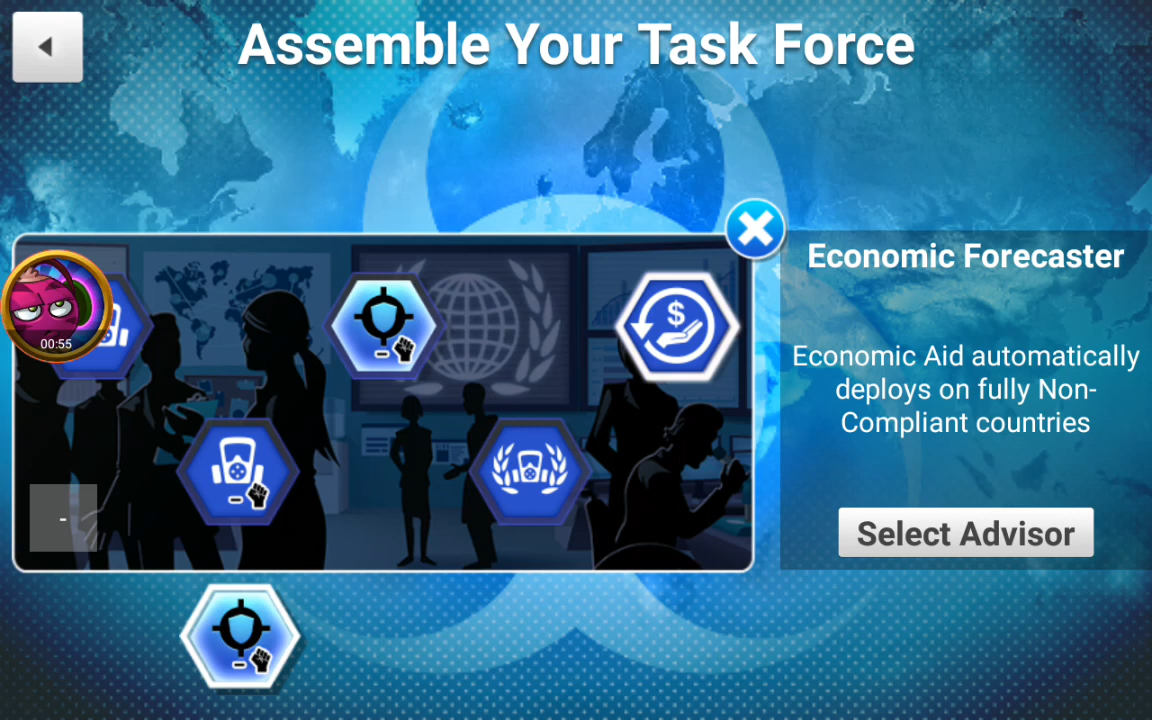 Assemble Your Task Force
Economic Forecaster
$
00:55
Economic Aid automatically
deploys on fully Non-
Compliant countries
-
Select Advisor